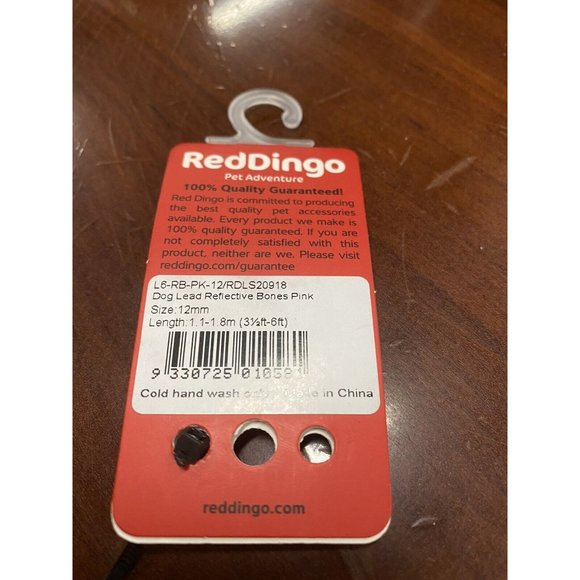 RedDingo
Pet Adventure
100% Quality Guaranteed!
Red Dingo is committed to producing
the best quality pet accessories
available. Every product we make is
100% quality guaranteed. If you are
not completely satisfied with this
product, neither are we. Please visit
reddingo.com/guarantee
L6-RB-PK-12/RDLS20918
Dog Lead Reflective Bones Pink
Size:12mm
Length:1.1-1.8m (3½ft-6ft)
9 330725 010581
Cold hand wash in China
reddingo.com